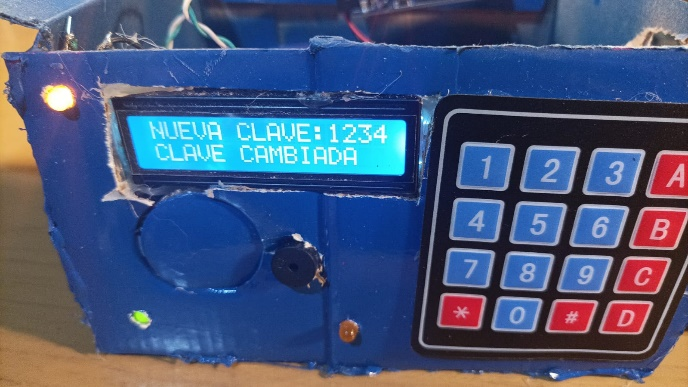 NUEVA CLAVE:1234
CLAVE CAMBIADA
1 2 3 A
4 5 6 B
7 8 9 C
* 0 # D